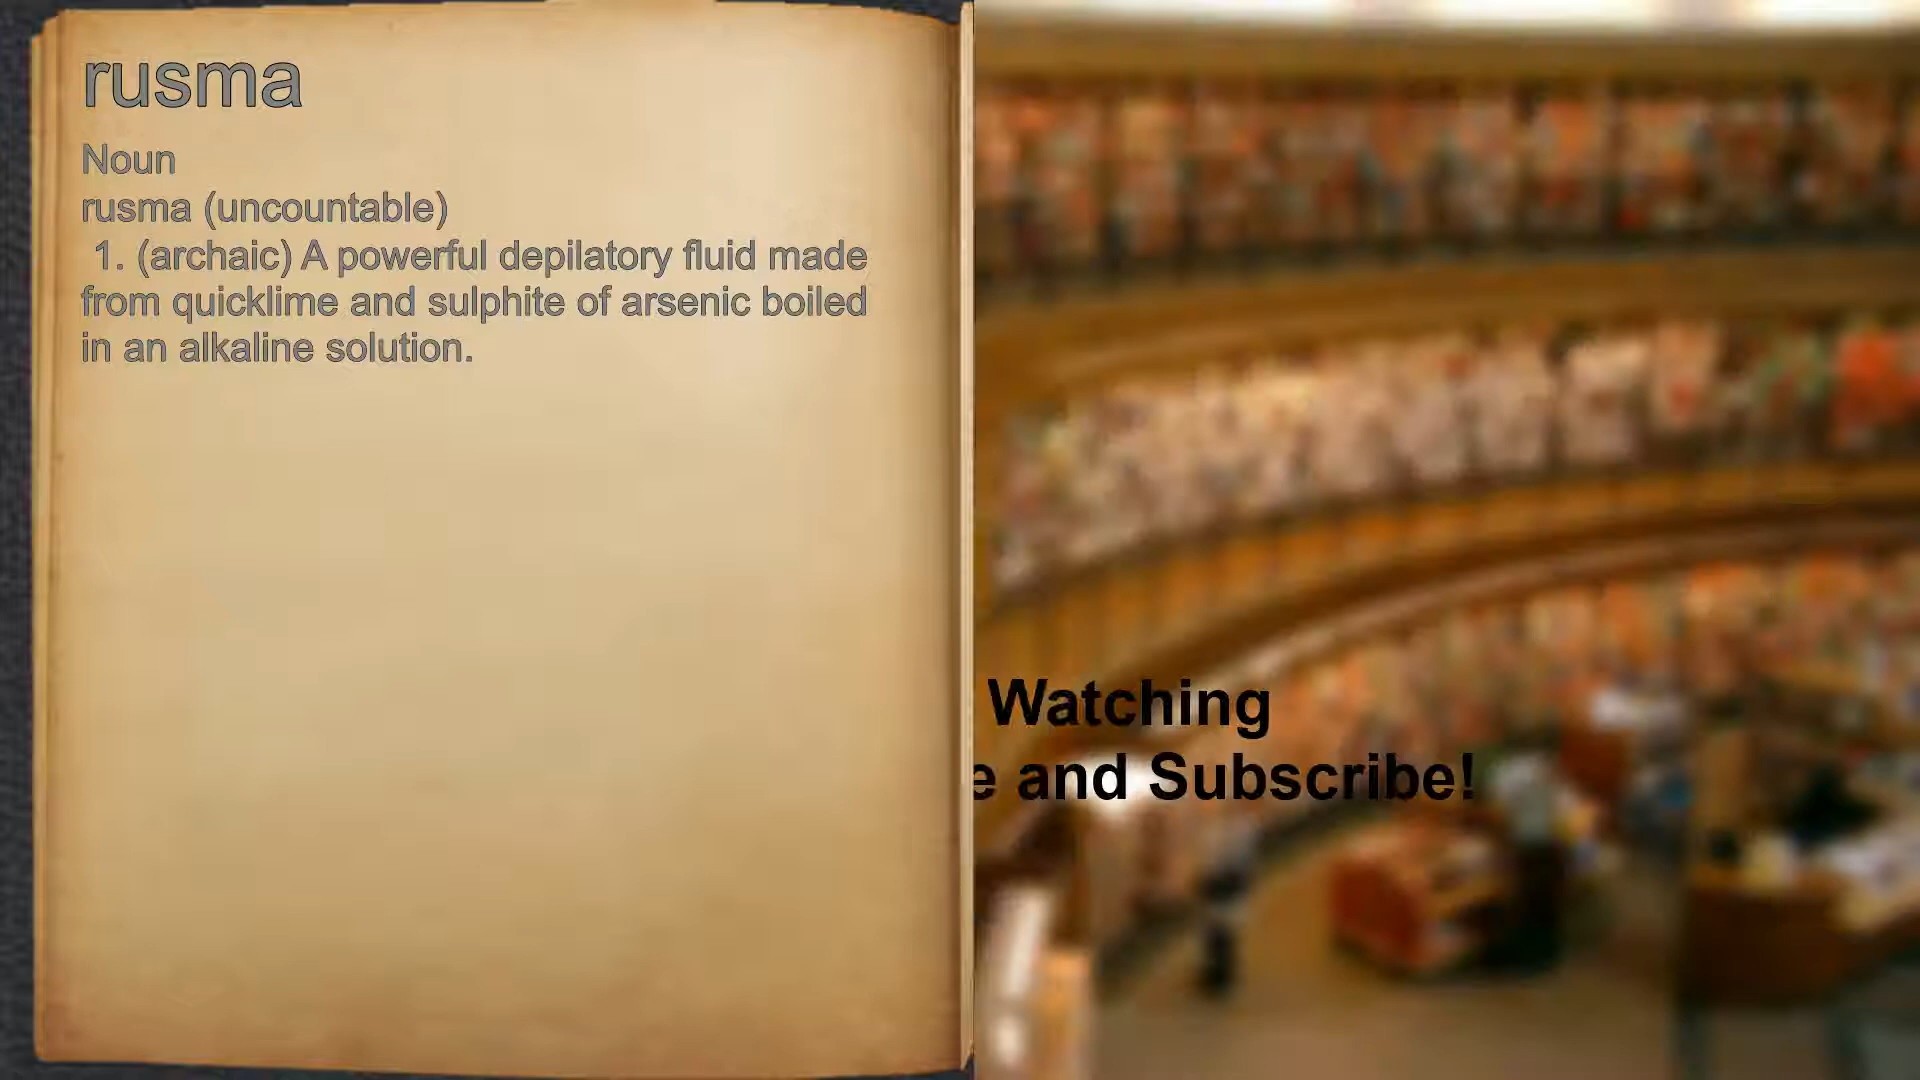 rusma
Noun
rusma (uncountable)
1. (archaic) A powerful depilatory fluid made
from quicklime and sulphite of arsenic boiled
in an alkaline solution.
Watching
e and Subscribe!